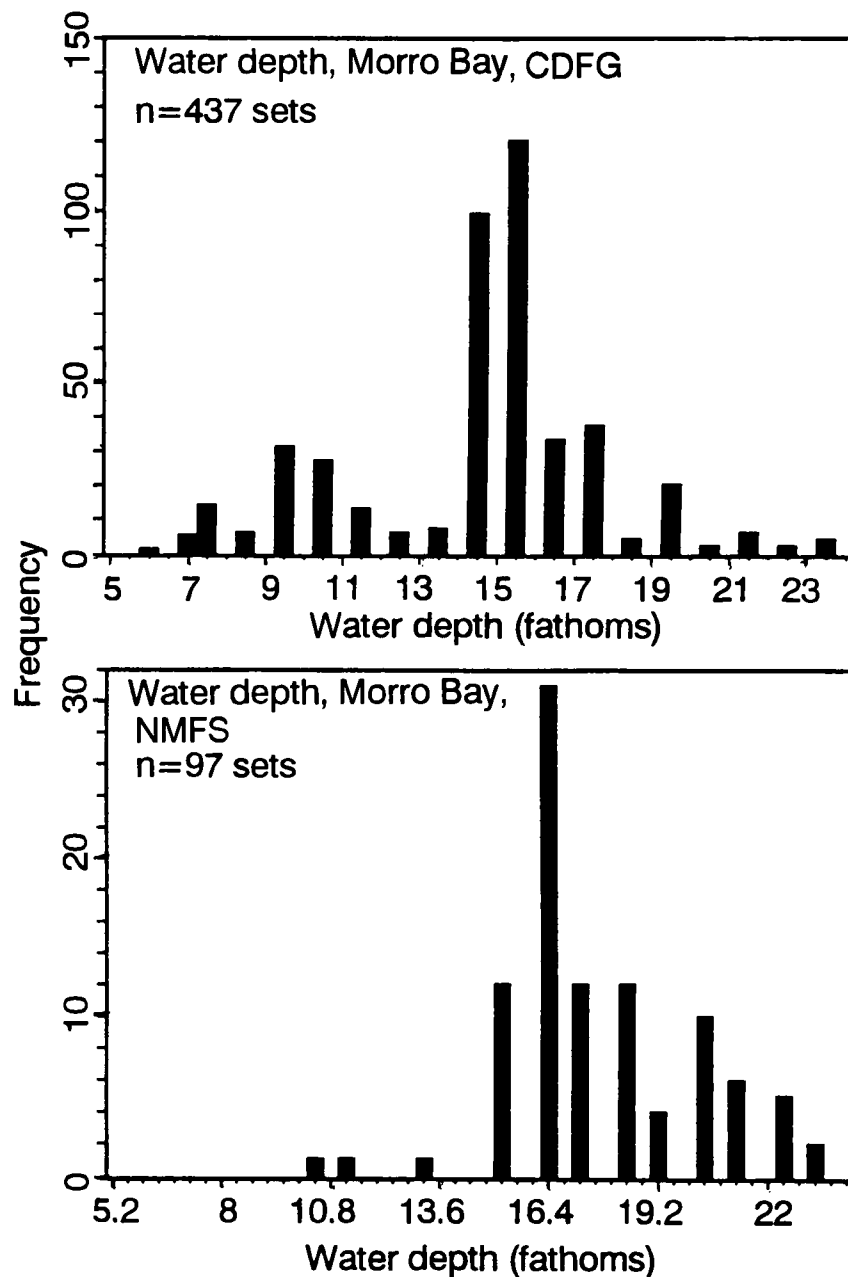 Water depth, Morro Bay, CDFG
n=437 sets
150
100
50
0
5 7 9 11 13 15 17 19 21 23
Water depth (fathoms)
Frequency
Water depth, Morro Bay,
NMFS
n=97 sets
30
20
10
0
5.2 8 10.8 13.6 16.4 19.2 22
Water depth (fathoms)